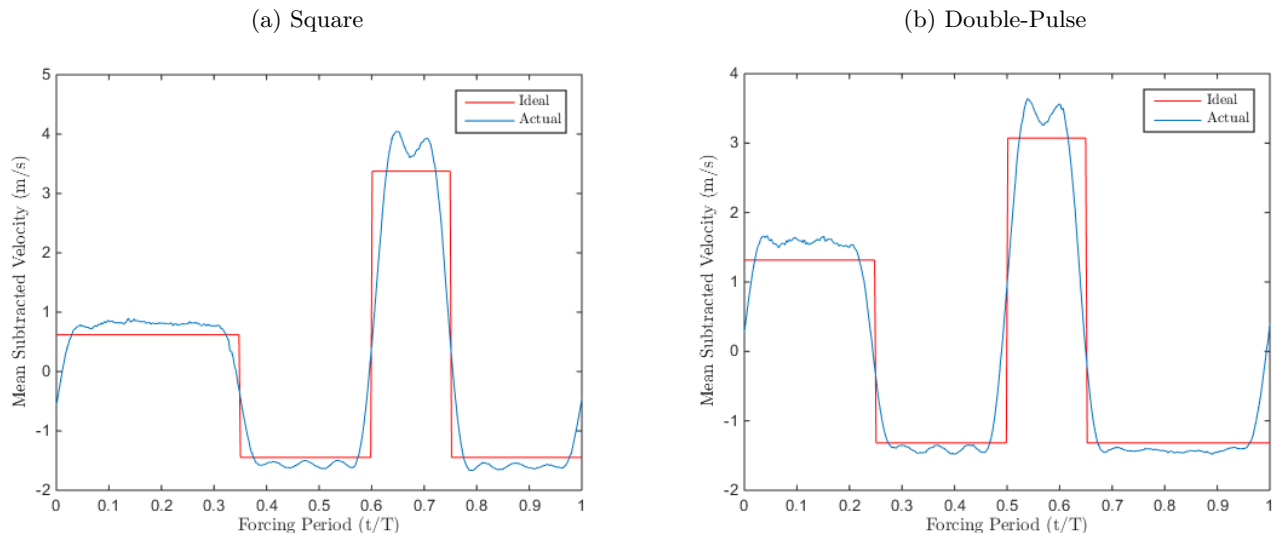 (a) Square
(b) Double-Pulse
5
4
3
2
1
0
-1
-2
Mean Subtracted Velocity (m/s)
Ideal
Actual
0 0.1 0.2 0.3 0.4 0.5 0.6 0.7 0.8 0.9 1
Forcing Period (t/T)
4
3
2
1
0
-1
-2
Mean Subtracted Velocity (m/s)
Ideal
Actual
0 0.1 0.2 0.3 0.4 0.5 0.6 0.7 0.8 0.9 1
Forcing Period (t/T)